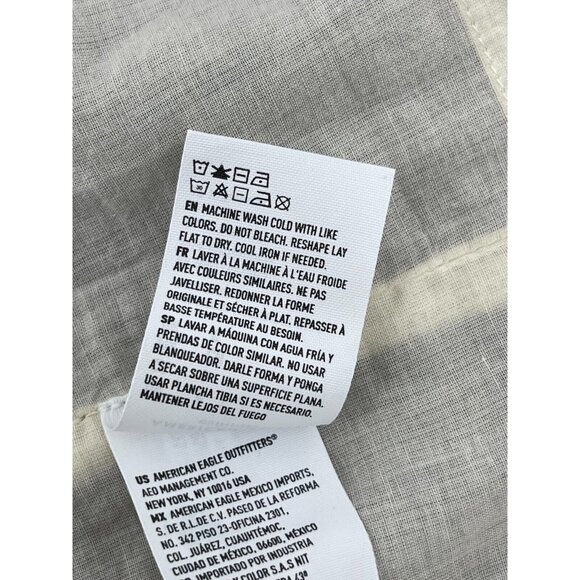 EN MACHINE WASH COLD WITH LIKE
COLORS. DO NOT BLEACH. RESHAPE LAY
FLAT TO DRY. COOL IRON IF NEEDED.
FR LAVER À LA MACHINE À L'EAU FROIDE
AVEC COULEURS SIMILAIRES. NE PAS
JAVELLISER. REDONNER LA FORME
ORIGINALE ET SÉCHER À PLAT. REPASSER À
BASSE TEMPÉRATURE AU BESOIN.
SP LAVAR A MÁQUINA CON AGUA FRÍA Y
PRENDAS DE COLOR SIMILAR. NO USAR
BLANQUEADOR. DARLE FORMA Y PONGA
A SECAR SOBRE UNA SUPERFICIE PLANA.
USAR PLANCHA TIBIA SI ES NECESARIO.
MANTENER LEJOS DEL FUEGO
US AMERICAN EAGLE OUTFITTERS®
AEO MANAGEMENT CO.
NEW YORK, NY 10016 USA
MX AMERICAN EAGLE MEXICO IMPORTS,
S. DE R.L.DE C.V. PASEO DE LA REFORMA
NO. 342 PISO 23-OFICINA 2301.
COL. JUÁREZ, CUAUHTÉMOC,
CIUDAD DE MÉXICO, 06600, MÉXICO
IMPORTADO POR INDUSTRIA
COLOR S.A.S NIT